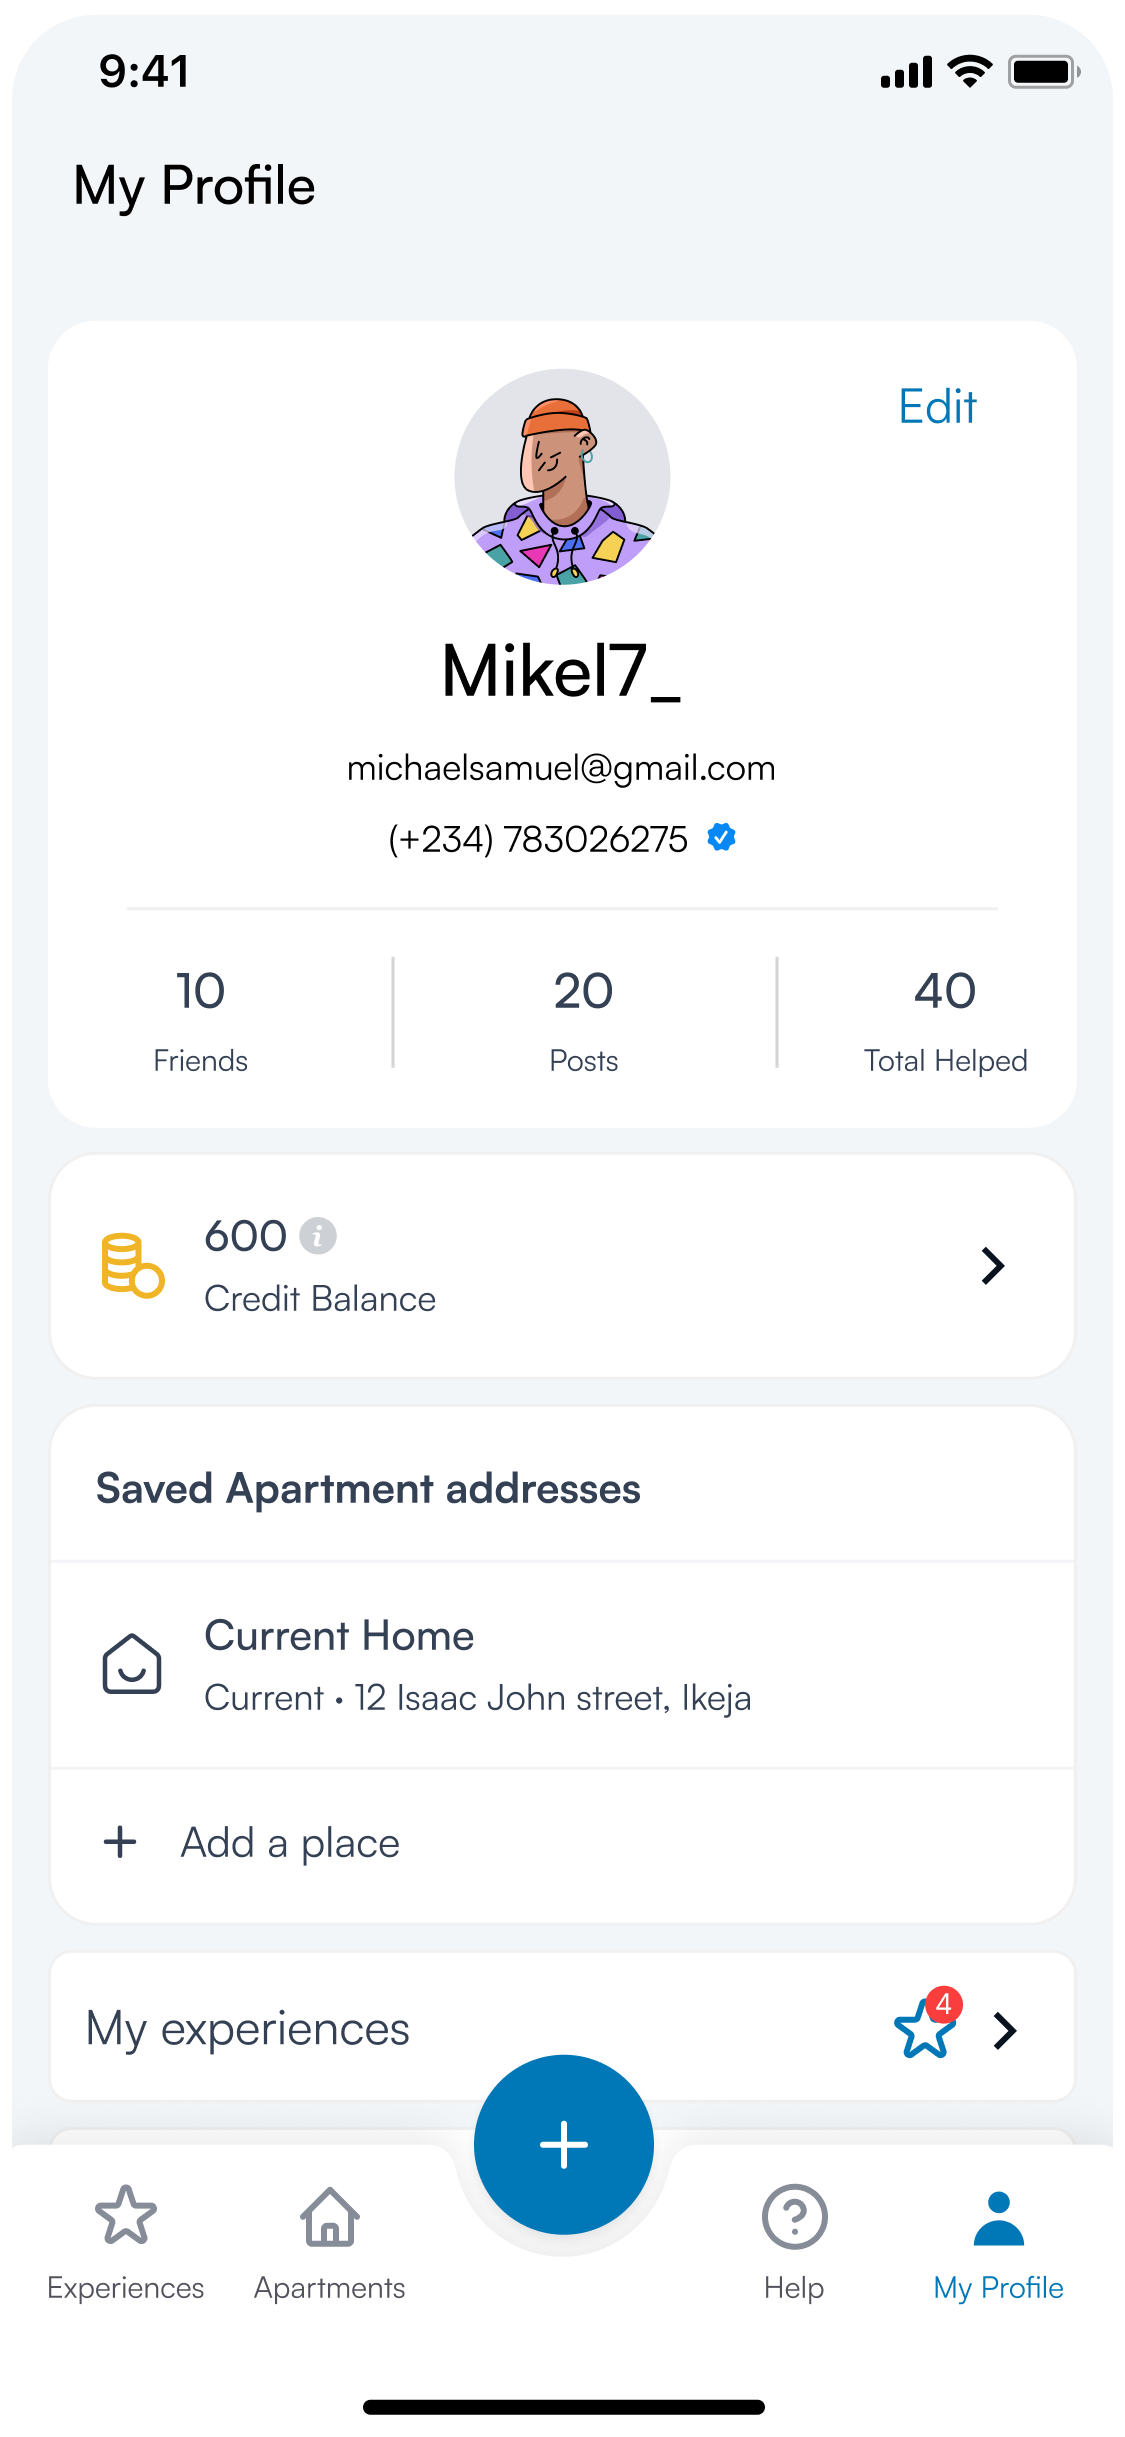 9:41
My Profile
Edit
Mikel7_
michaelsamuel@gmail.com
(+234) 783026275
10
20
40
Friends
Posts
Total Helped
600
Credit Balance
Saved Apartment addresses
Current Home
Current · 12 Isaac John street, Ikeja
+ Add a place
My experiences
4
Experiences
Apartments
Help
My Profile